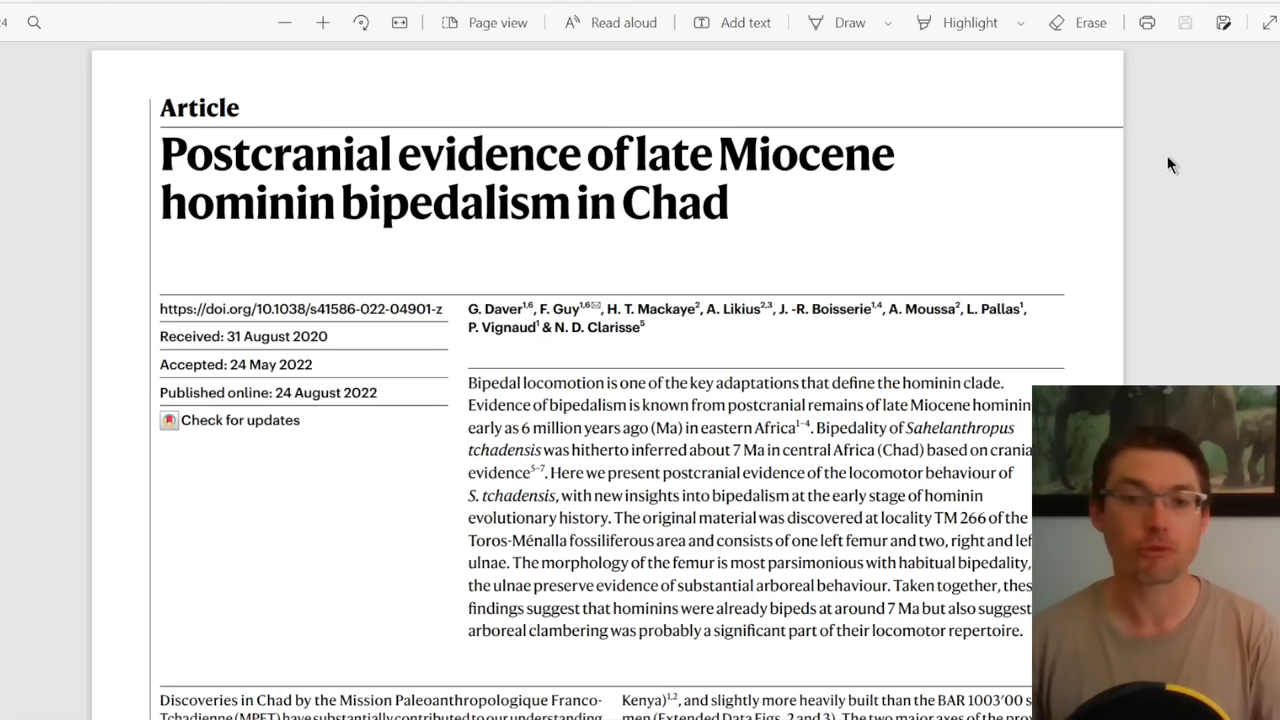 24
Page view
Read aloud
Add text
Draw
Highlight
Erase
Article
Postcranial evidence of late Miocene
hominin bipedalism in Chad
https://doi.org/10.1038/s41586-022-04901-z
Received: 31 August 2020
Accepted: 24 May 2022
Published online: 24 August 2022
Check for updates
G. Daver1,6, F. Guy1,6✉, H. T. Mackaye2, A. Likius2,3, J. -R. Boisserie1,4, A. Moussa2, L. Pallas1,
P. Vignaud1 & N. D. Clarisse5
Bipedal locomotion is one of the key adaptations that define the hominin clade.
Evidence of bipedalism is known from postcranial remains of late Miocene hominin
early as 6 million years ago (Ma) in eastern Africa1–4. Bipedality of Sahelanthropus
tchadensis was hitherto inferred about 7 Ma in central Africa (Chad) based on crania
evidence5–7. Here we present postcranial evidence of the locomotor behaviour of
S. tchadensis, with new insights into bipedalism at the early stage of hominin
evolutionary history. The original material was discovered at locality TM 266 of the
Toros-Ménalla fossiliferous area and consists of one left femur and two, right and lef
ulnae. The morphology of the femur is most parsimonious with habitual bipedality,
the ulnae preserve evidence of substantial arboreal behaviour. Taken together, thes
findings suggest that hominins were already bipeds at around 7 Ma but also suggest
arboreal clambering was probably a significant part of their locomotor repertoire.
Discoveries in Chad by the Mission Paleoanthropologique Franco-
Tchadienne (MPFT) have substantially contributed to our understanding
Kenya)1,2, and slightly more heavily built than the BAR 1003′00 s
men (Extended Data Figs. 2 and 3). The two major axes of the pro